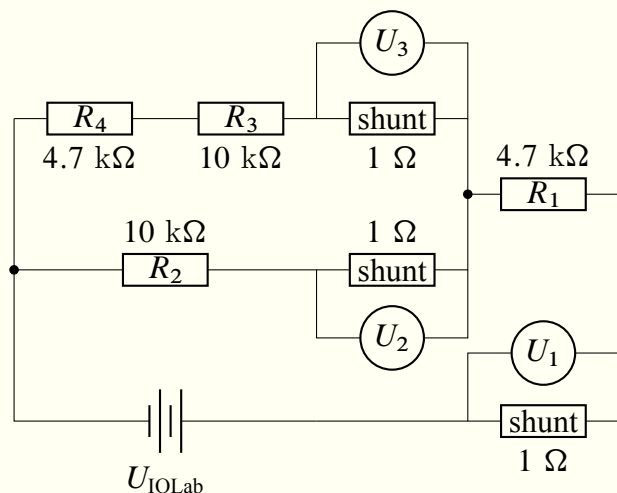 U₃
R₄ R₃ shunt
4.7 kΩ 10 kΩ 1 Ω 4.7 kΩ
R₁
10 kΩ 1 Ω
R₂ shunt
U₂ U₁
shunt
1 Ω
U_IOLab